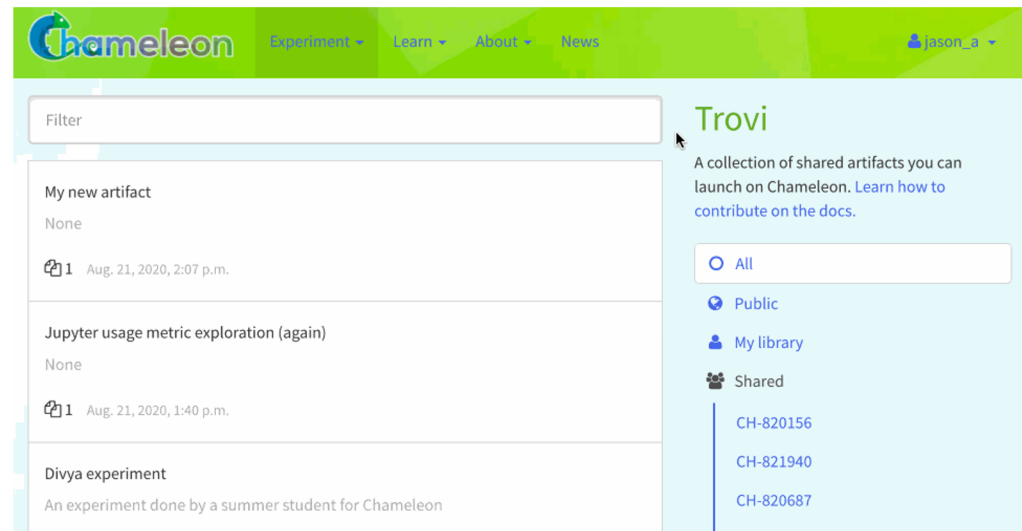 Chameleon
Experiment
Learn
About
News
jason_a
Filter
My new artifact
None
1 Aug. 21, 2020, 2:07 p.m.
Jupyter usage metric exploration (again)
None
1 Aug. 21, 2020, 1:40 p.m.
Divya experiment
An experiment done by a summer student for Chameleon
Trovi
A collection of shared artifacts you can
launch on Chameleon. Learn how to
contribute on the docs.
All
Public
My library
Shared
CH-820156
CH-821940
CH-820687